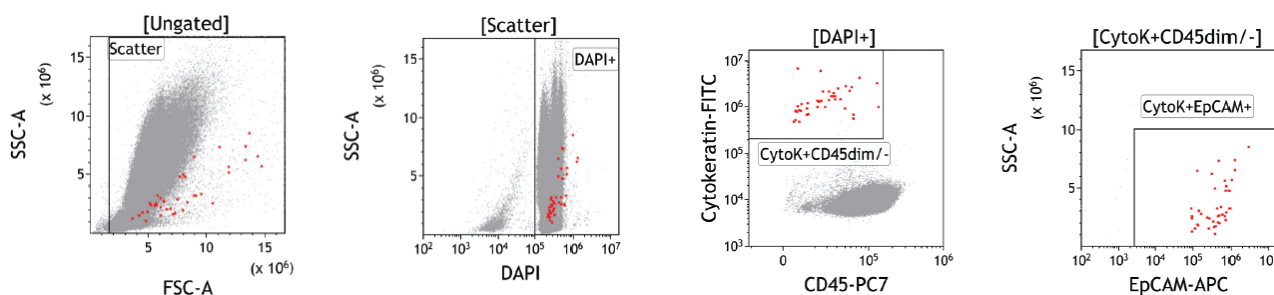 [Ungated]
Scatter
SSC-A
(x 10⁶)
15
10
5
5
10
15
(x 10⁶)
FSC-A
[Scatter]
DAPI+
SSC-A
(x 10⁶)
15
10
5
10² 10³ 10⁴ 10⁵ 10⁶ 10⁷
DAPI
[DAPI+]
CytoK+CD45dim/-
Cytokeratin-FITC
10⁷
10⁶
10⁵
10⁴
10³
0 10⁵ 10⁶
CD45-PC7
[CytoK+CD45dim/-]
CytoK+EpCAM+
SSC-A
(x 10⁶)
15
10
5
10² 10³ 10⁴ 10⁵ 10⁶ 10
EpCAM-APC